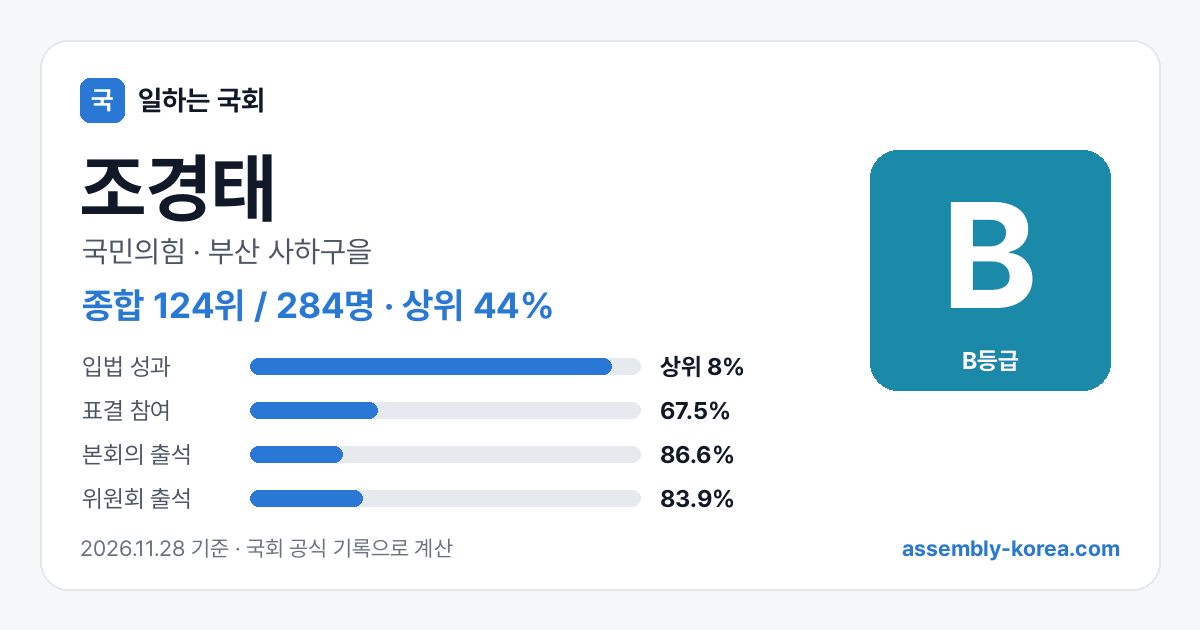 국 일하는 국회
조경태
국민의힘 · 부산 사하구을
종합 124위 / 284명 · 상위 44%
B
B등급
입법 성과 상위 8%
표결 참여 67.5%
본회의 출석 86.6%
위원회 출석 83.9%
2026.11.28 기준 · 국회 공식 기록으로 계산
assembly-korea.com